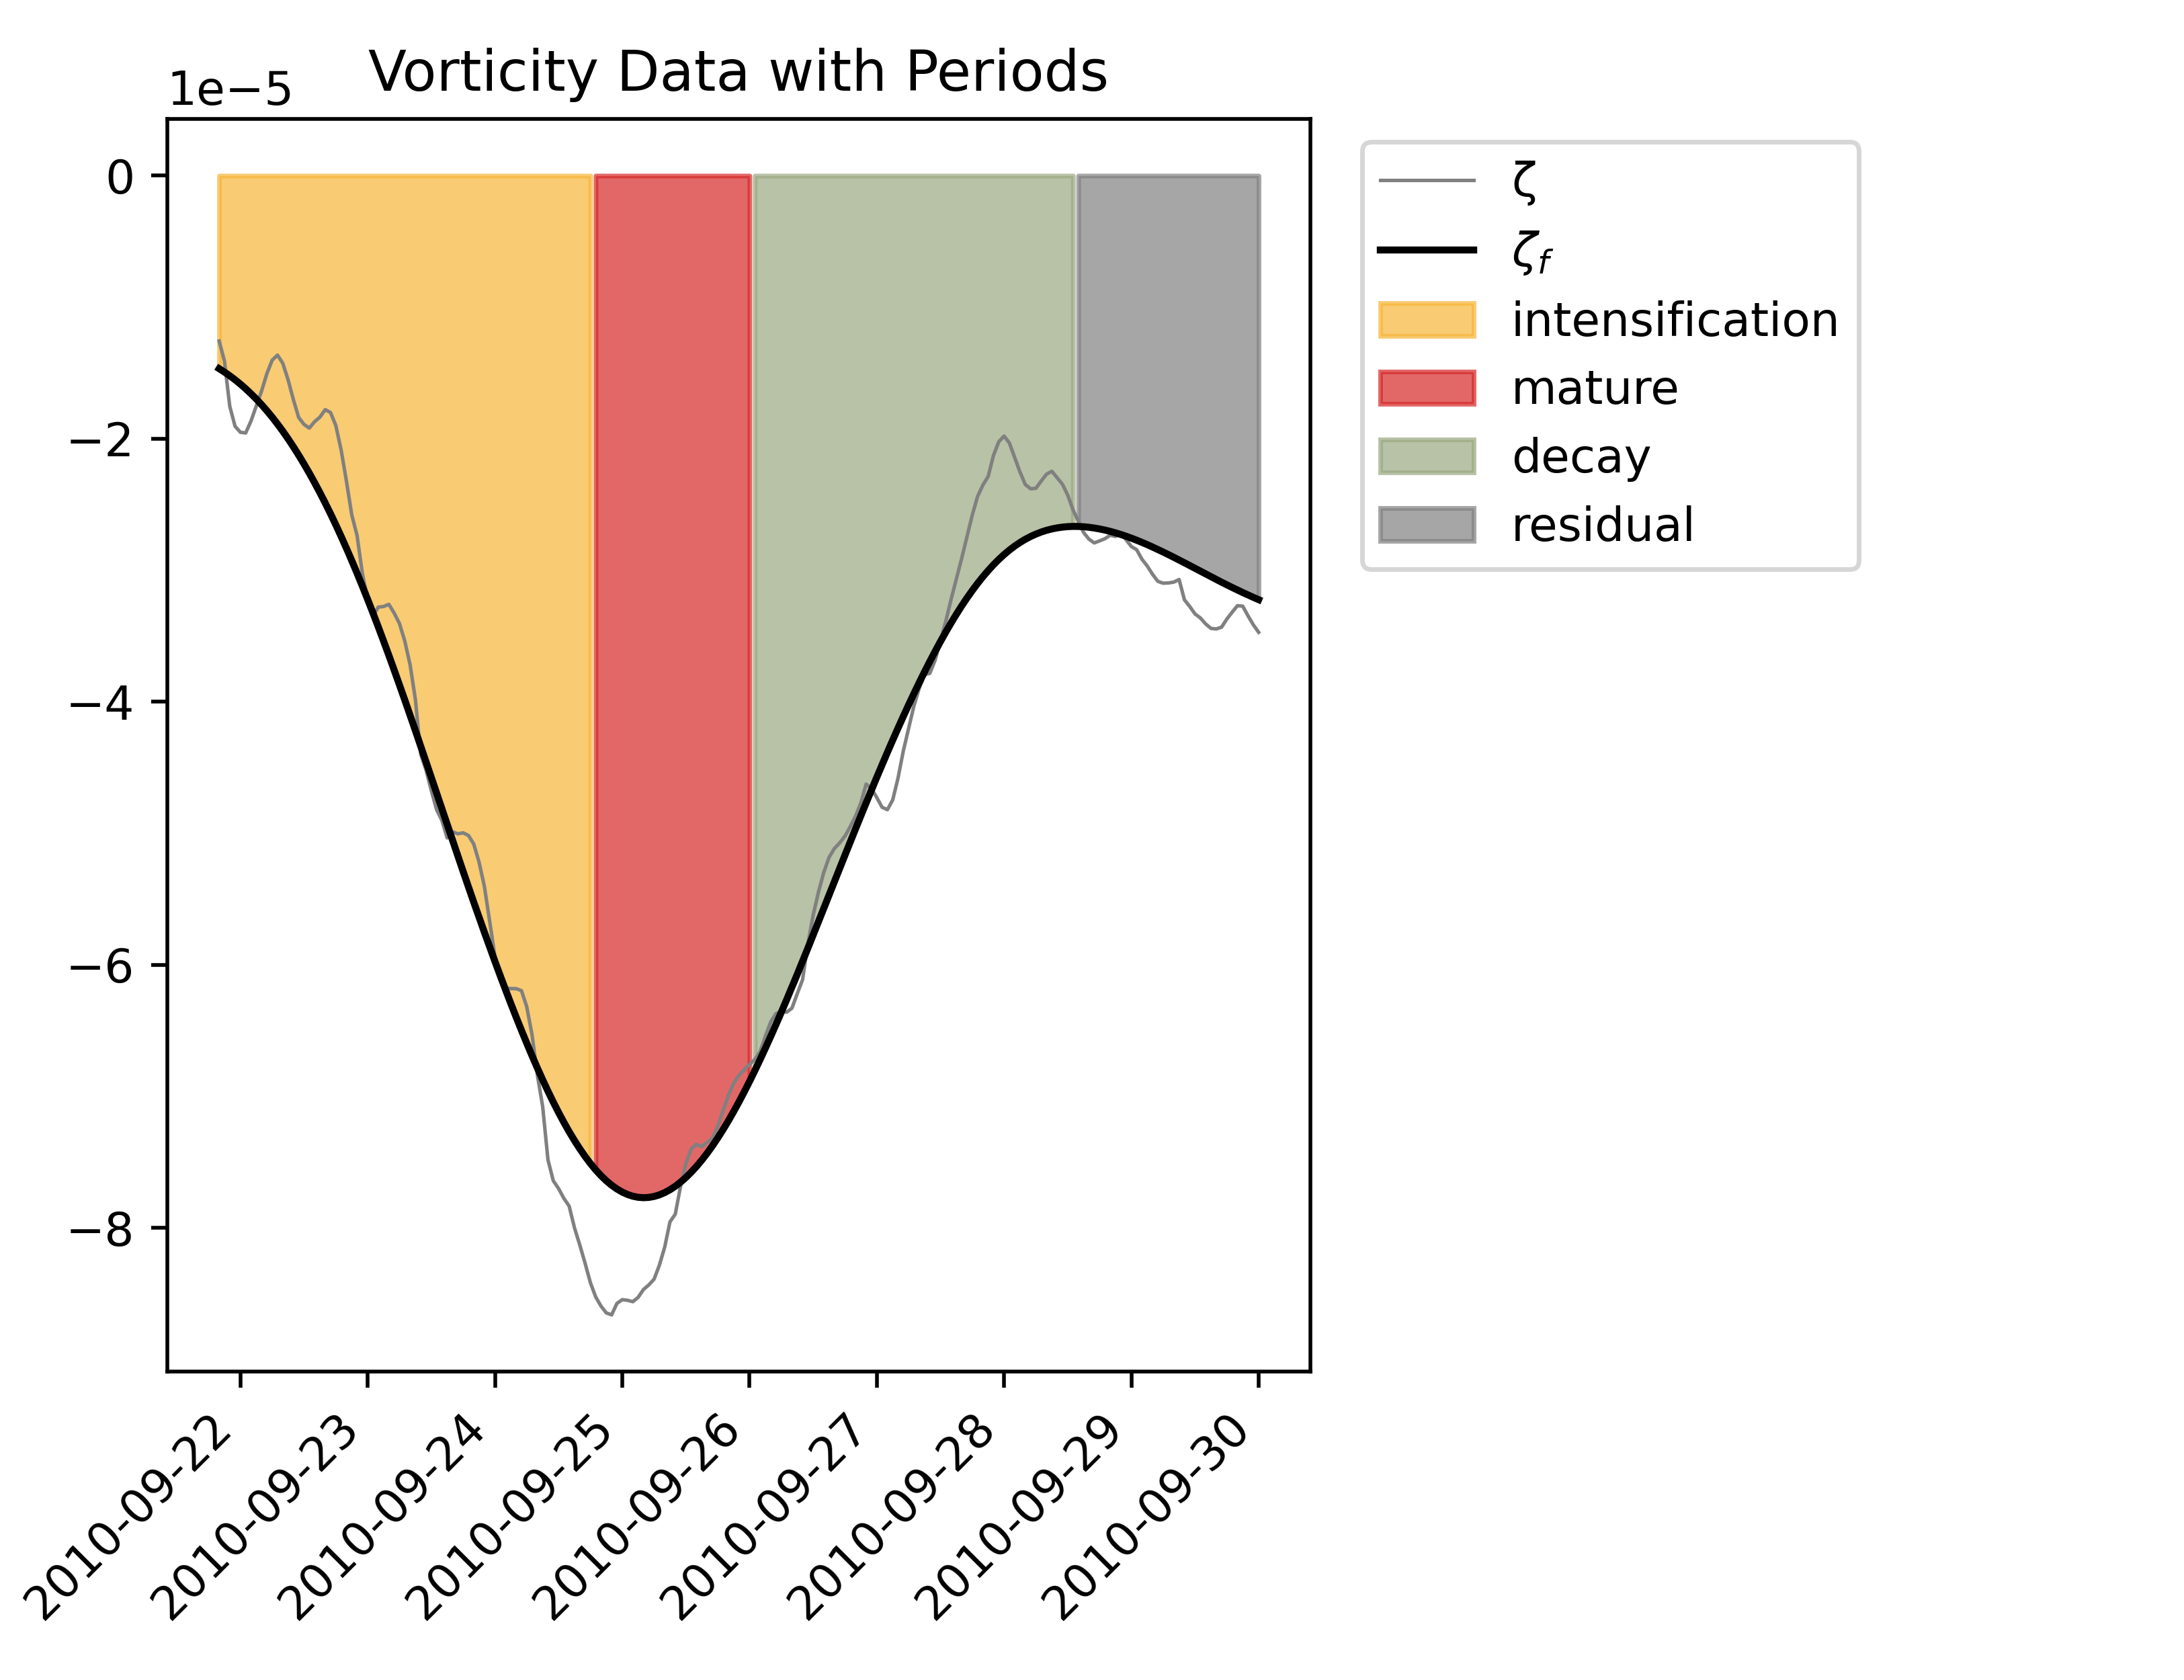 Vorticity Data with Periods
1e−5
0
−2
−4
−6
−8
2010-09-22
2010-09-23
2010-09-24
2010-09-25
2010-09-26
2010-09-27
2010-09-28
2010-09-29
2010-09-30
ζ
ζf
intensification
mature
decay
residual